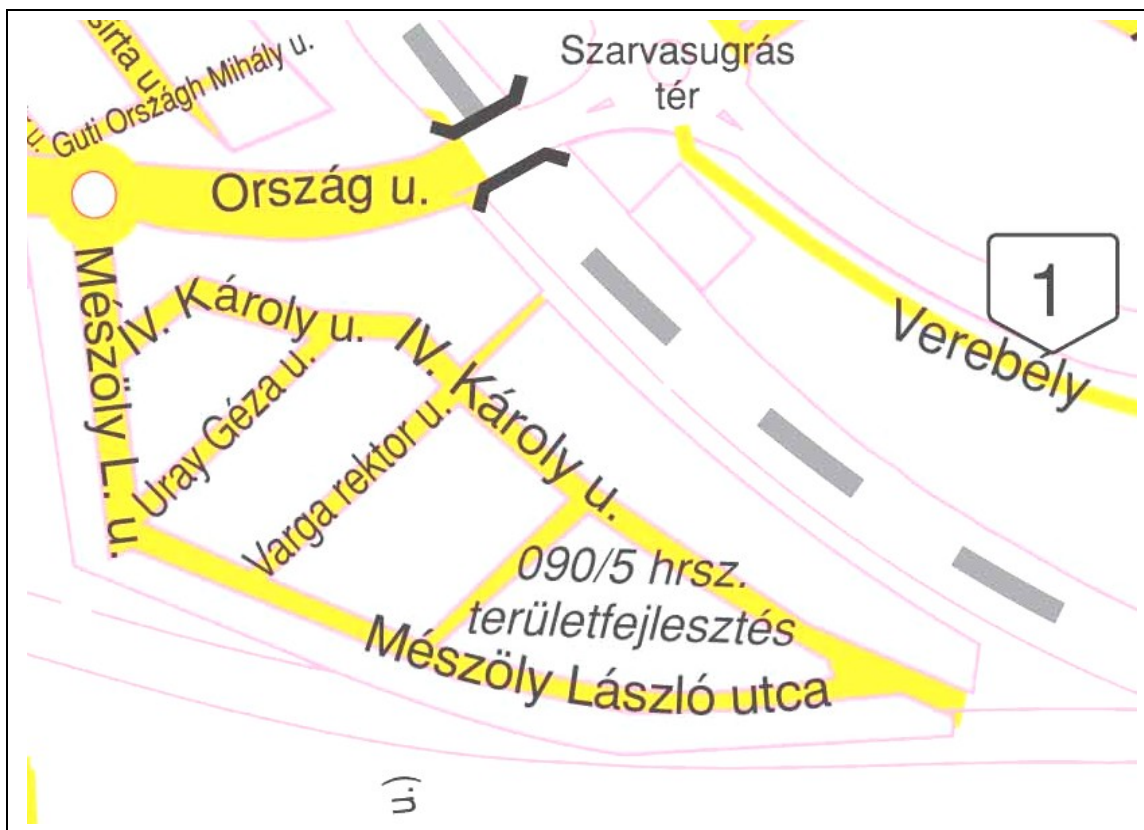 Szarvasugrás
tér
Guti Országh Mihály u.
u.
Ország u.
1
Verebély
Mészöly L. u.
IV. Károly u.
IV. Károly u.
Uray Géza u.
Varga rektor u.
090/5 hrsz.
területfejlesztés
Mészöly László utca